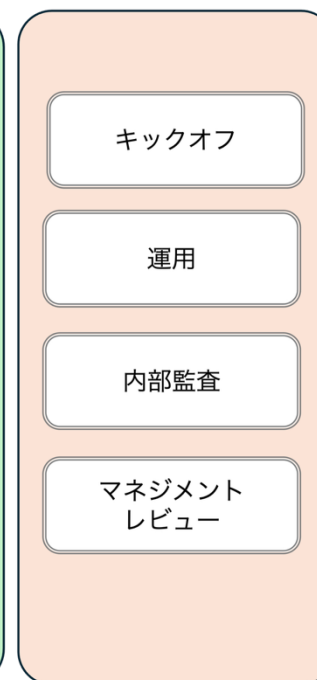 キックオフ
運用
内部監査
マネジメント
レビュー